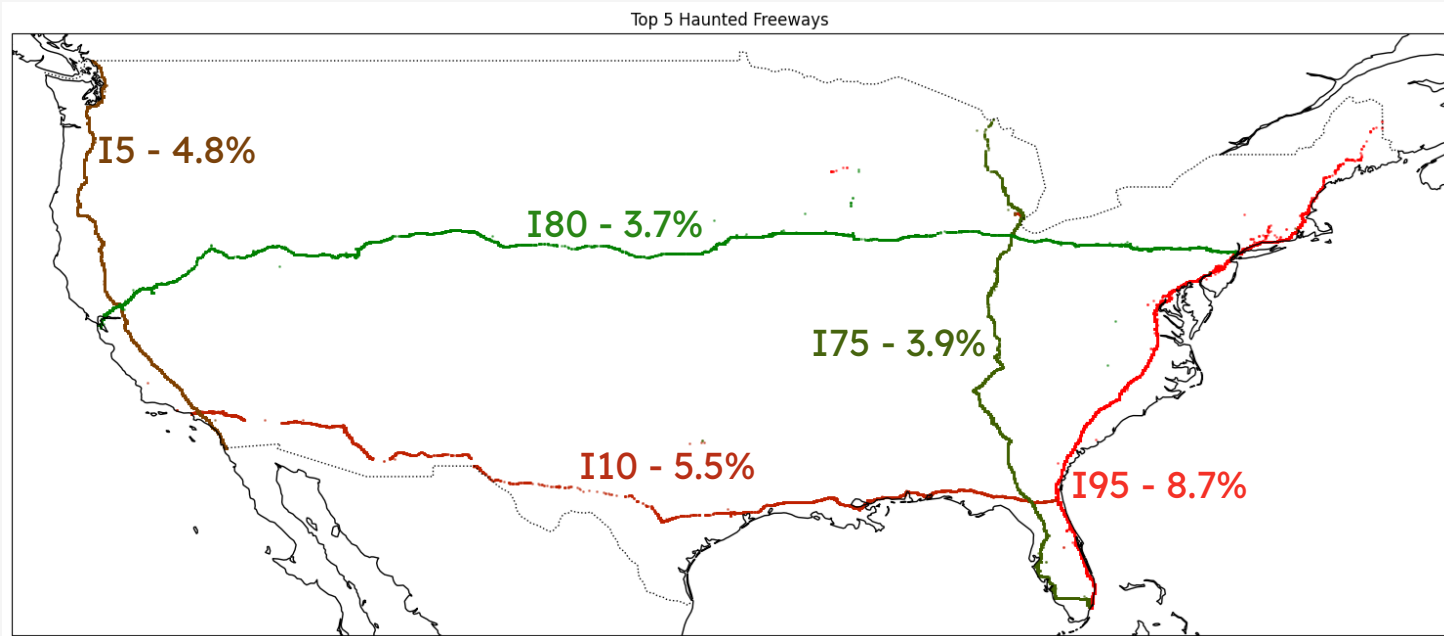 Top 5 Haunted Freeways
I5 - 4.8%
I80 - 3.7%
I75 - 3.9%
I10 - 5.5%
I95 - 8.7%